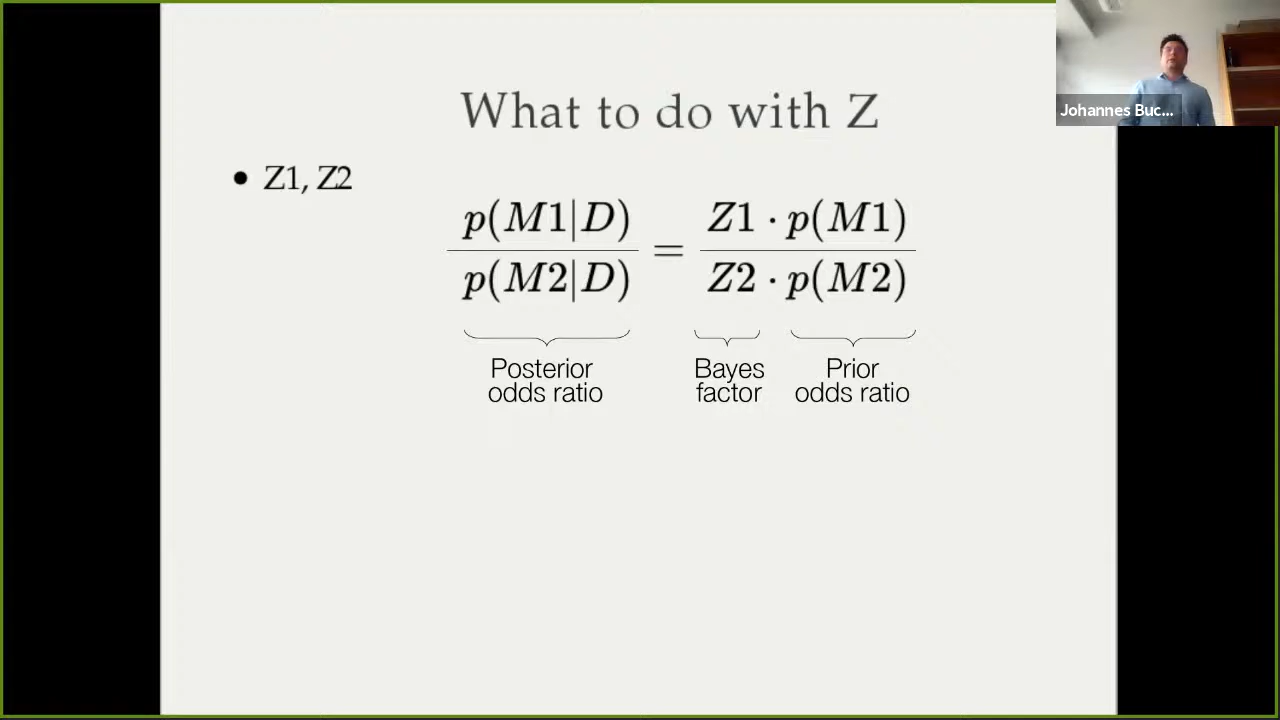 What to do with Z
• Z1, Z2
p(M1|D) / p(M2|D) = Z1 · p(M1) / Z2 · p(M2)
Posterior odds ratio
Bayes factor
Prior odds ratio
Johannes Buc...